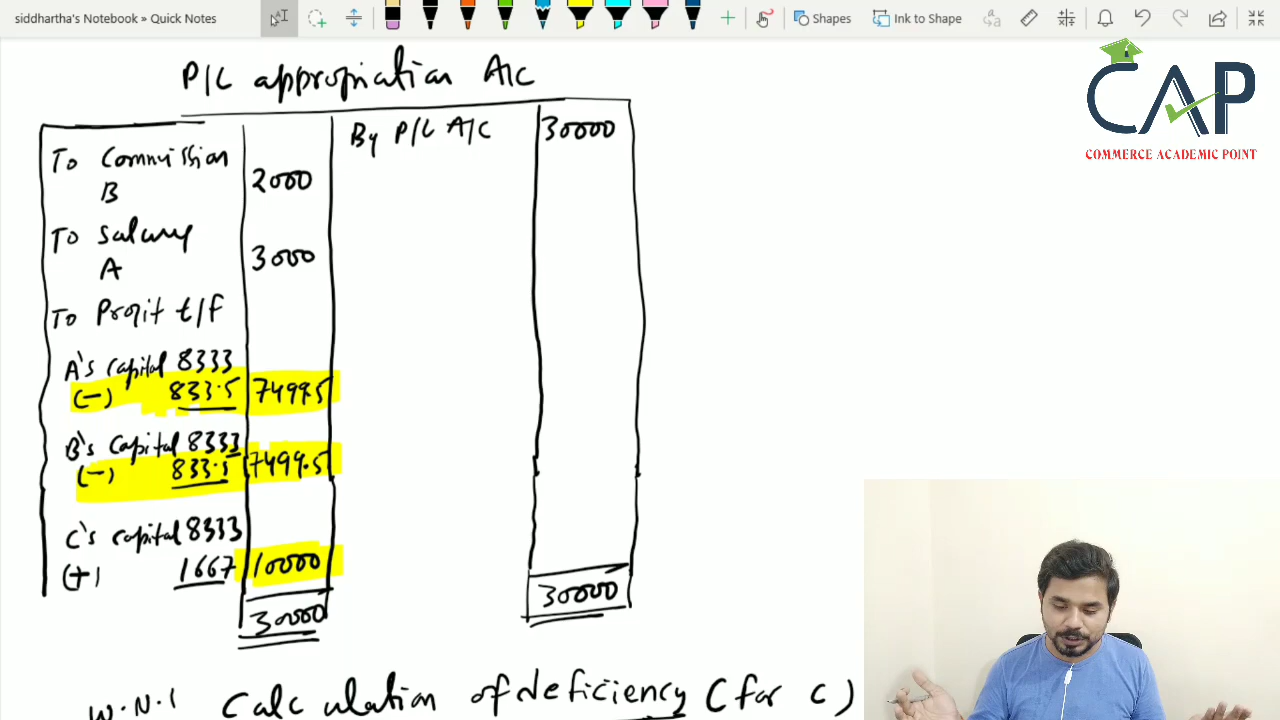 siddhartha's Notebook » Quick Notes
Shapes
Ink to Shape
CAP
COMMERCE ACADEMIC POINT
P/L appropriation A/C
To Commission
B 2000
By P/L A/C 30000
To Salary
A 3000
To Profit t/f
A's Capital 8333
(-) 833.5 7499.5
B's Capital 8333
(-) 833.5 7499.5
C's capital 8333
(+) 1667 10000
30000 30000
W.N.1 Calculation of deficiency (for C)